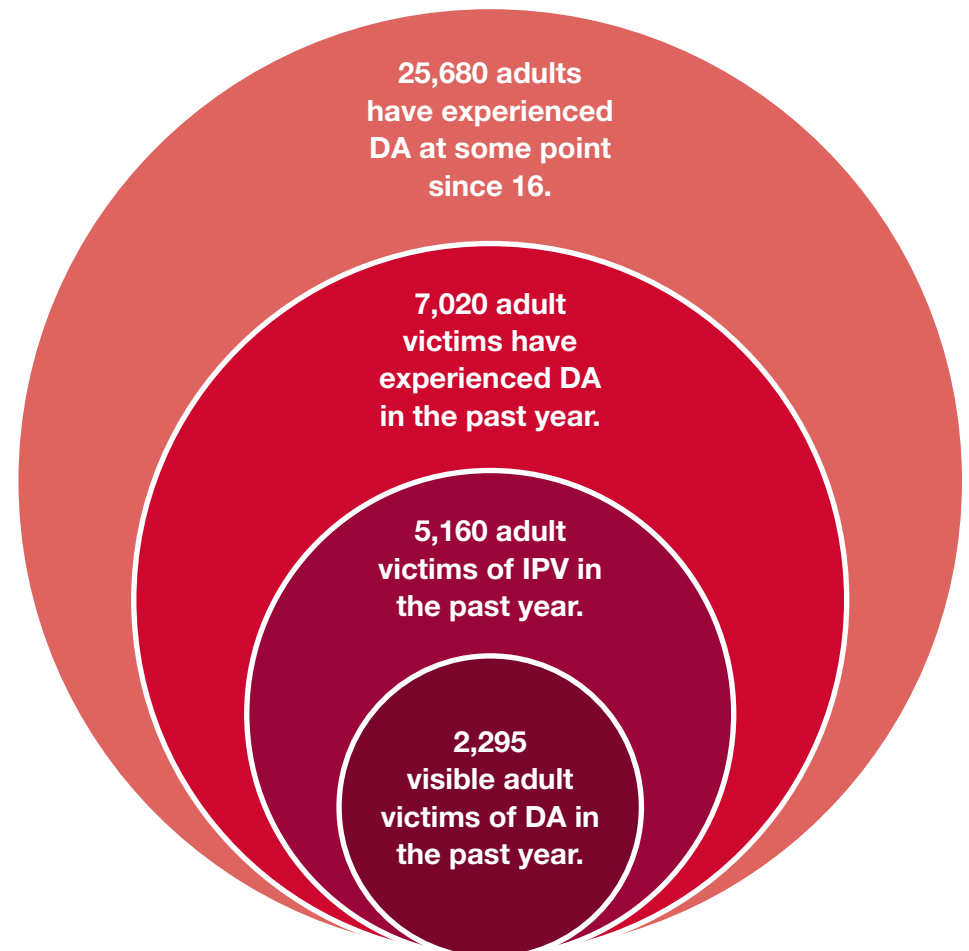 25,680 adults
have experienced
DA at some point
since 16.
7,020 adult
victims have
experienced DA
in the past year.
5,160 adult
victims of IPV in
the past year.
2,295
visible adult
victims of DA in
the past year.